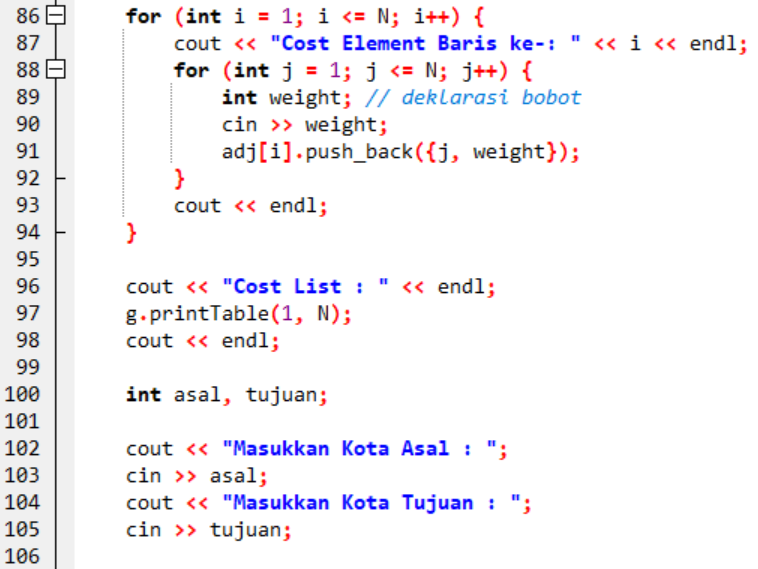 86 for (int i = 1; i <= N; i++) {
87 cout << "Cost Element Baris ke-: " << i << endl;
88 for (int j = 1; j <= N; j++) {
89 int weight; // deklarasi bobot
90 cin >> weight;
91 adj[i].push_back({j, weight});
92 }
93 cout << endl;
94 }
95
96 cout << "Cost List : " << endl;
97 g.printTable(1, N);
98 cout << endl;
99
100 int asal, tujuan;
101
102 cout << "Masukkan Kota Asal : ";
103 cin >> asal;
104 cout << "Masukkan Kota Tujuan : ";
105 cin >> tujuan;
106